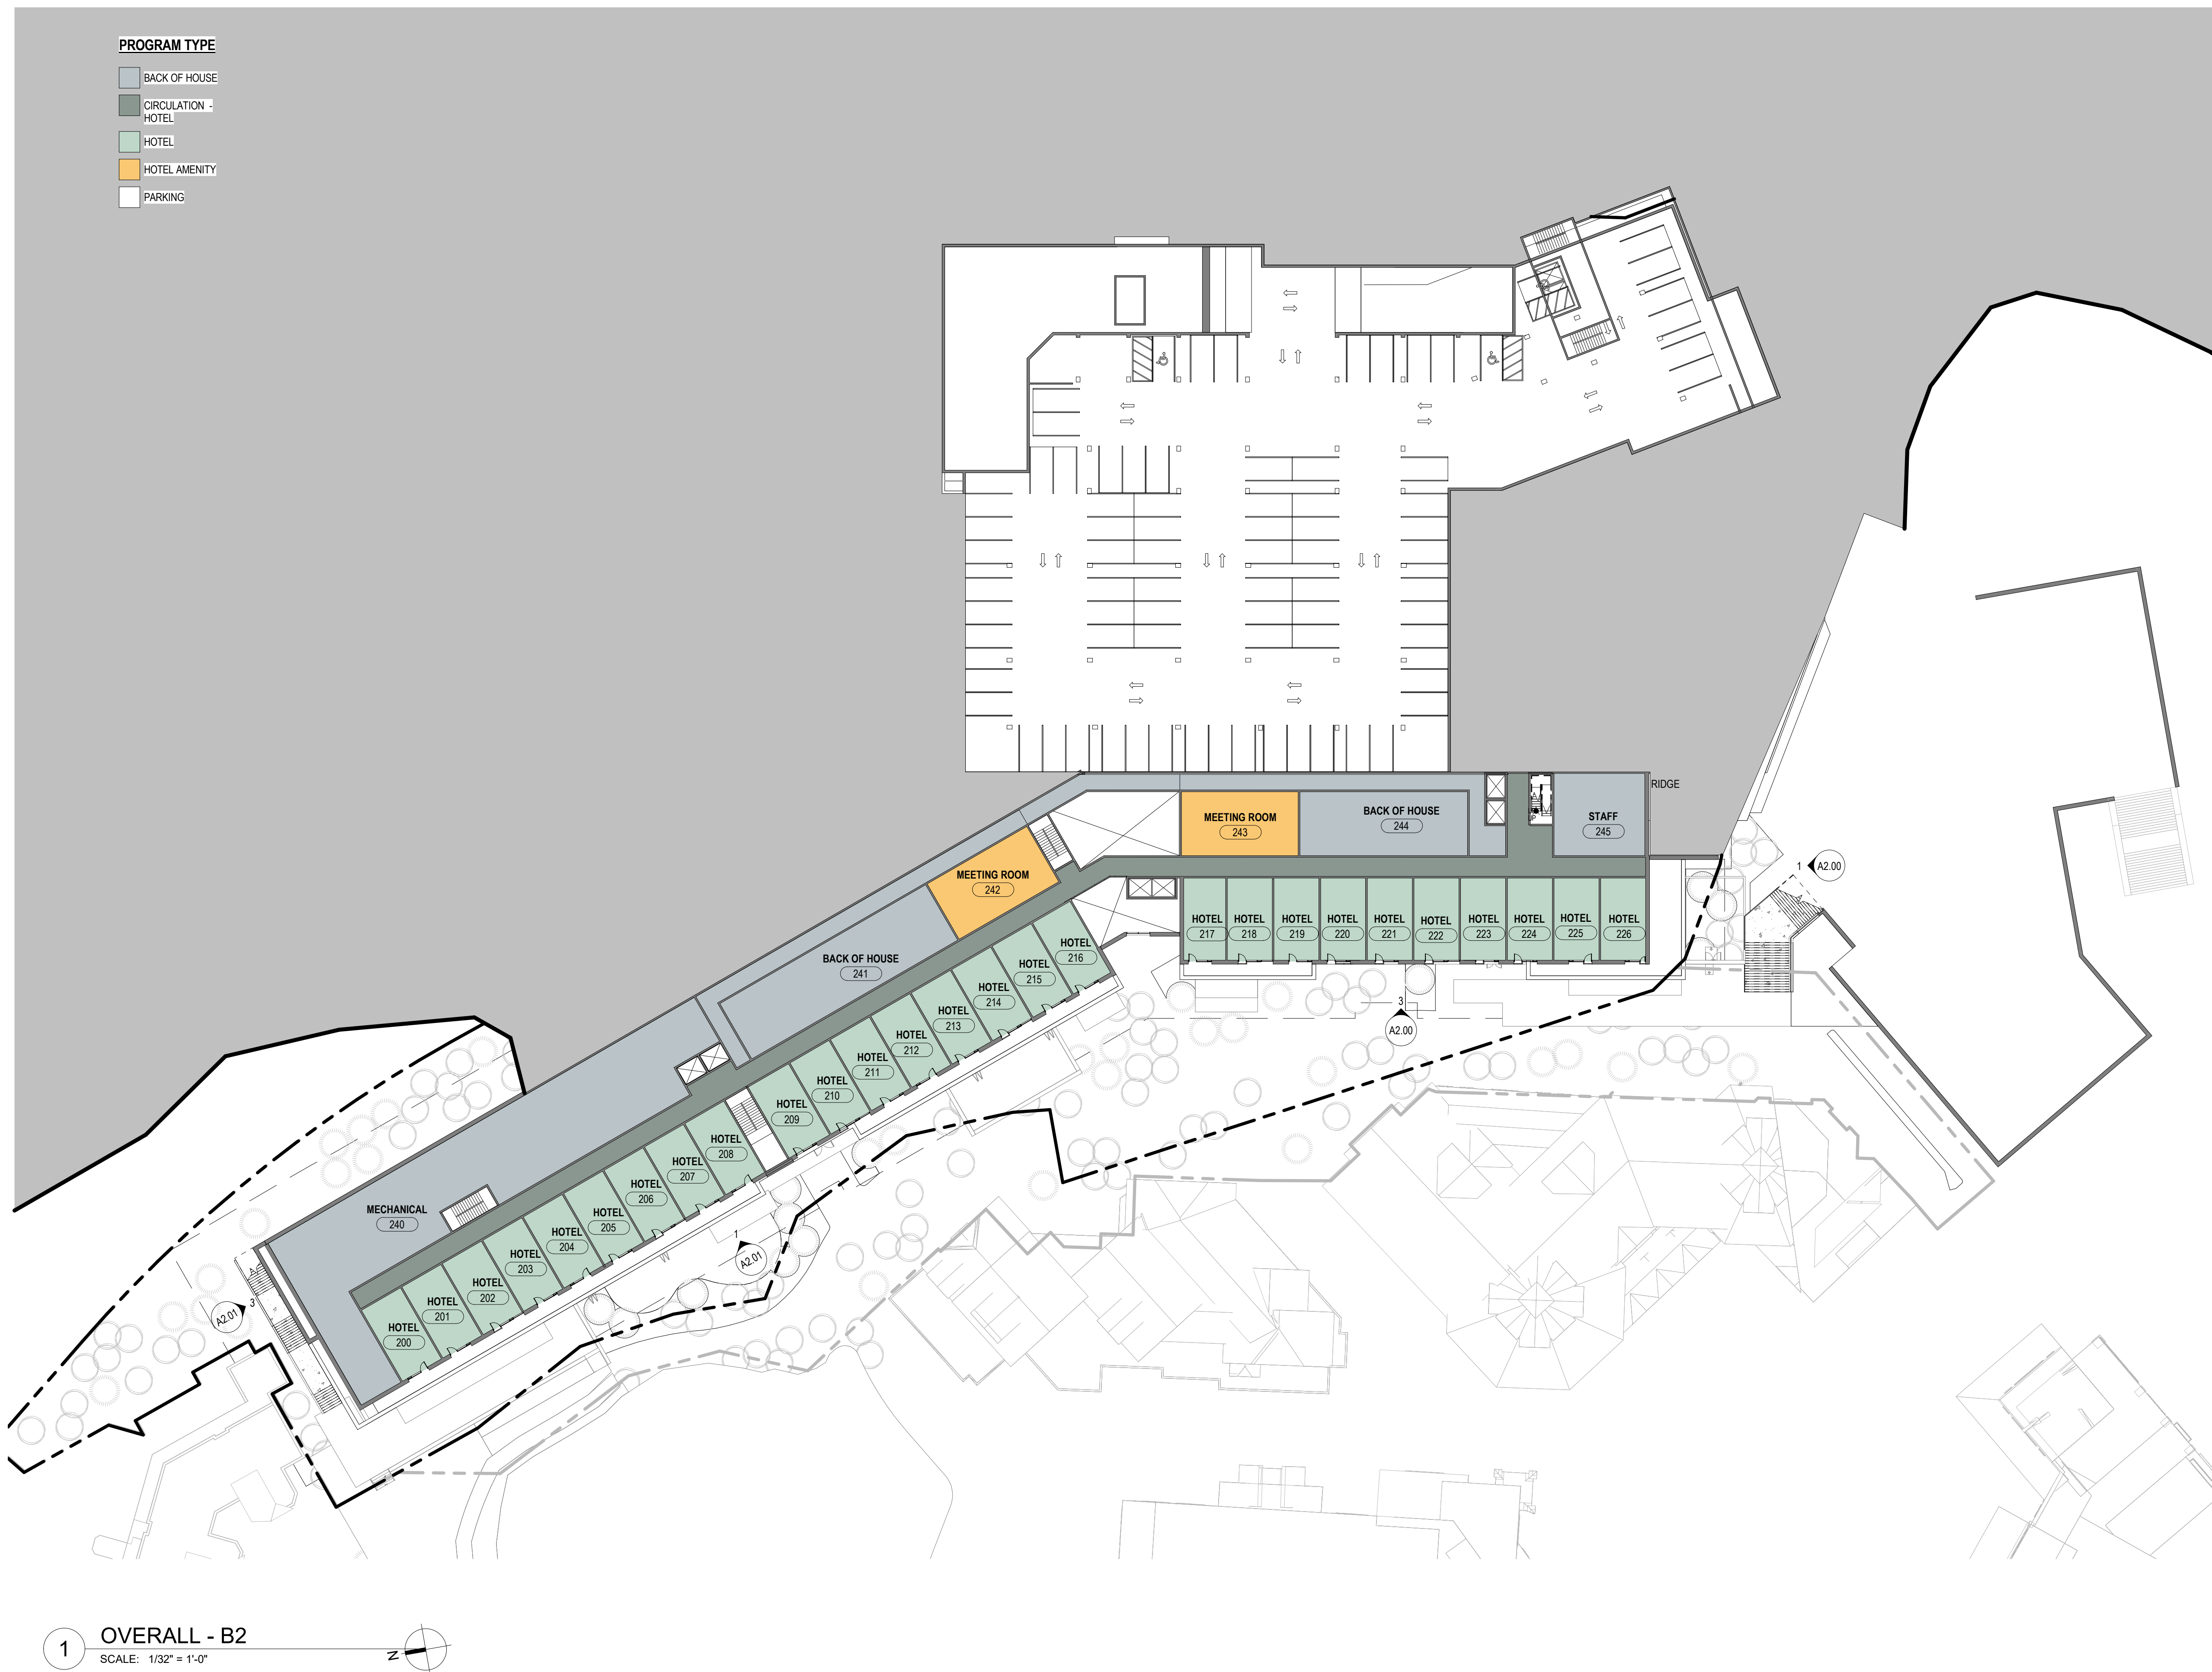 PROGRAM TYPE
BACK OF HOUSE
CIRCULATION -
HOTEL
HOTEL
HOTEL AMENITY
PARKING
RIDGE
MEETING ROOM
243
BACK OF HOUSE
244
STAFF
245
MEETING ROOM
242
BACK OF HOUSE
241
MECHANICAL
240
HOTEL
217
HOTEL
218
HOTEL
219
HOTEL
220
HOTEL
221
HOTEL
222
HOTEL
223
HOTEL
224
HOTEL
225
HOTEL
226
HOTEL
216
HOTEL
215
HOTEL
214
HOTEL
213
HOTEL
212
HOTEL
211
HOTEL
210
HOTEL
209
HOTEL
208
HOTEL
207
HOTEL
206
HOTEL
205
HOTEL
204
HOTEL
203
HOTEL
202
HOTEL
201
HOTEL
200
1
A2.00
3
A2.00
1
A2.01
3
A2.01
1
OVERALL - B2
SCALE: 1/32" = 1'-0"
N